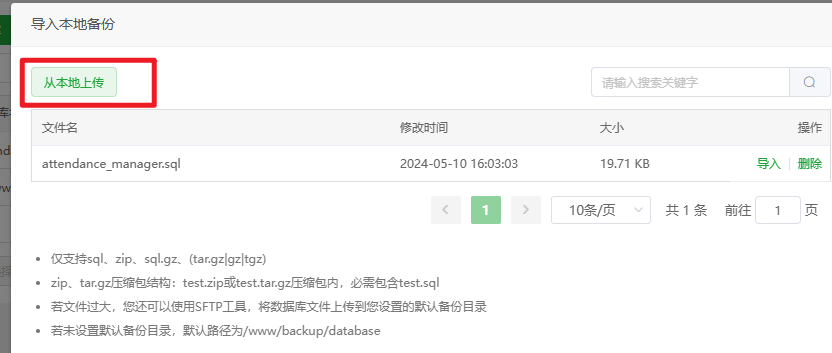 导入本地备份
从本地上传
请输入搜索关键字
文件名 修改时间 大小 操作
attendance_manager.sql 2024-05-10 16:03:03 19.71 KB 导入 删除
1 10条/页 共 1 条 前往 1 页
仅支持sql、zip、sql.gz、(tar.gz|gz|tgz)
zip、tar.gz压缩包结构：test.zip或test.tar.gz压缩包内，必需包含test.sql
若文件过大，您还可以使用SFTP工具，将数据库文件上传到您设置的默认备份目录
若未设置默认备份目录，默认路径为/www/backup/database